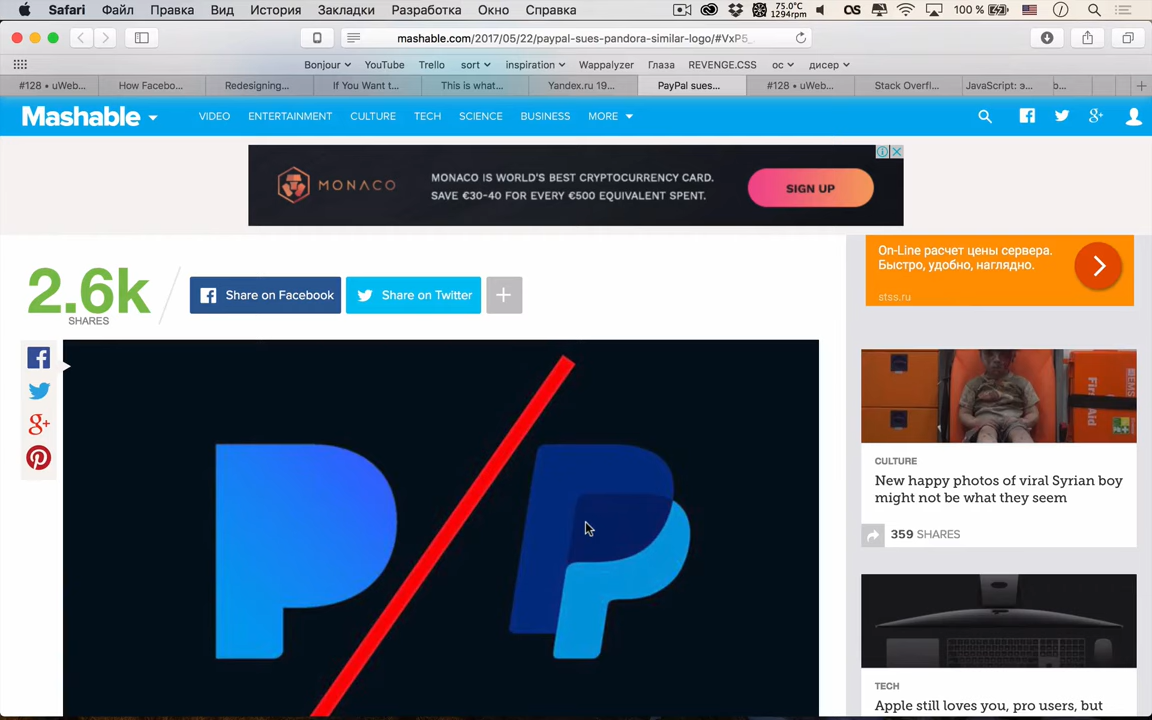 Safari Файл Правка Вид История Закладки Разработка Окно Справка 75.0°C 1294rpm 100 %
mashable.com/2017/05/22/paypal-sues-pandora-similar-logo/#VxP5_
Bonjour YouTube Trello sort inspiration Wappalyzer Глаза REVENGE.CSS ос дисер
#128 • uWeb... How Facebo... Redesigning... If You Want t... This is what... Yandex.ru 19... PayPal sues... #128 • uWeb... Stack Overfl... JavaScript: э... b...
Mashable VIDEO ENTERTAINMENT CULTURE TECH SCIENCE BUSINESS MORE
MONACO
MONACO IS WORLD'S BEST CRYPTOCURRENCY CARD.
SAVE €30-40 FOR EVERY €500 EQUIVALENT SPENT.
SIGN UP
2.6k
SHARES
Share on Facebook Share on Twitter
On-Line расчет цены сервера.
Быстро, удобно, наглядно.
stss.ru
First Aid
EMS
CULTURE
New happy photos of viral Syrian boy
might not be what they seem
359 SHARES
TECH
Apple still loves you, pro users, but